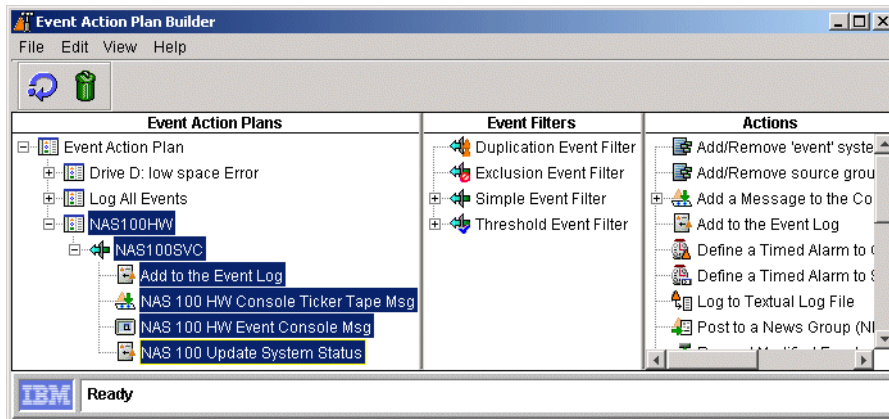 Event Action Plan Builder
File Edit View Help
Event Action Plans
Event Action Plan
Drive D: low space Error
Log All Events
NAS100HW
NAS100SVC
Add to the Event Log
NAS 100 HW Console Ticker Tape Msg
NAS 100 HW Event Console Msg
NAS 100 Update System Status
Event Filters
Duplication Event Filter
Exclusion Event Filter
Simple Event Filter
Threshold Event Filter
Actions
Add/Remove 'event' syste
Add/Remove source grou
Add a Message to the Co
Add to the Event Log
Define a Timed Alarm to
Define a Timed Alarm to
Log to Textual Log File
Post to a News Group
IBM
Ready